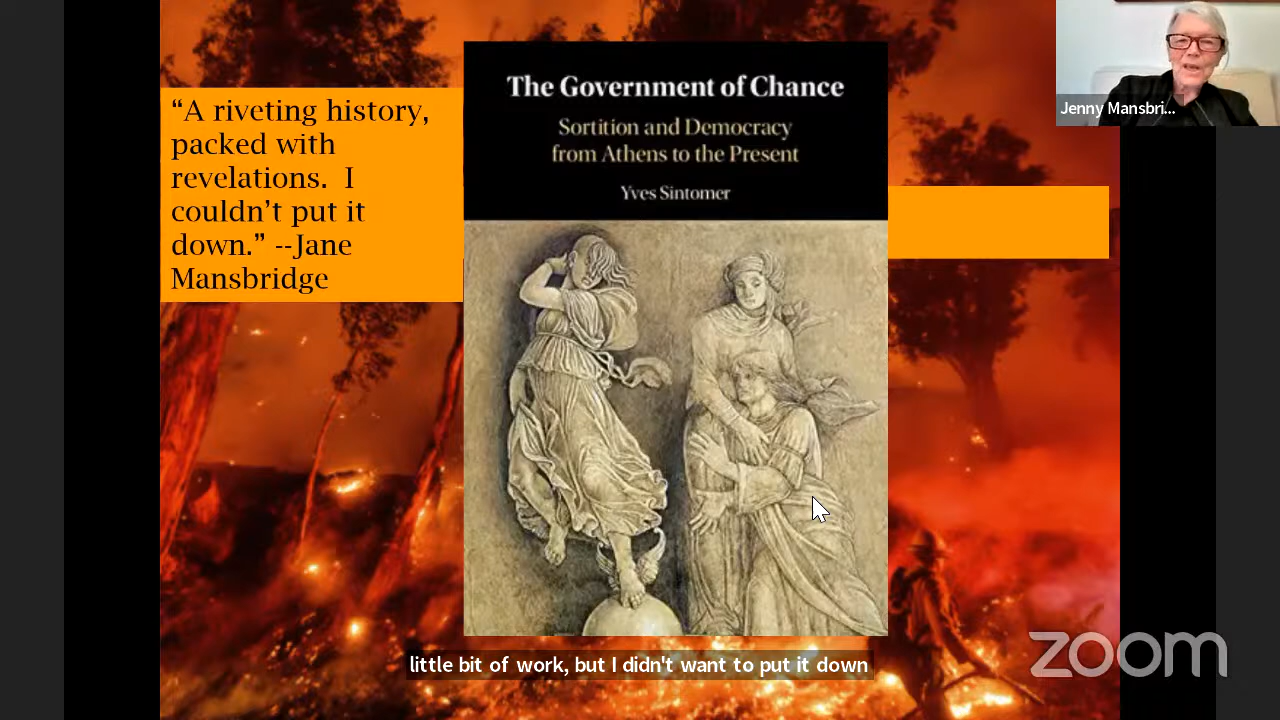 “A riveting history,
packed with
revelations.  I
couldn’t put it
down.” --Jane
Mansbridge
The Government of Chance
Sortition and Democracy
from Athens to the Present
Yves Sintomer
Jenny Mansbri...
little bit of work, but I didn't want to put it down
zoom